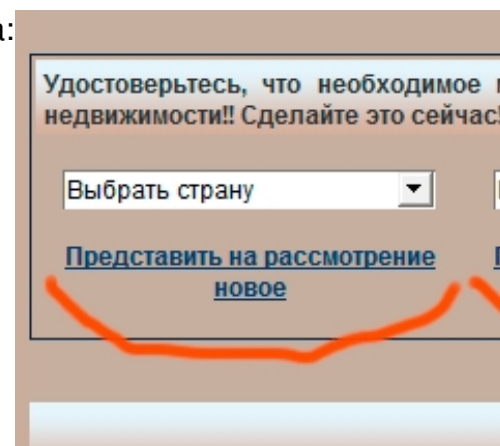 а:
Удостоверьтесь, что необходимое
недвижимости!! Сделайте это сейчас!
Выбрать страну
Представить на рассмотрение
новое